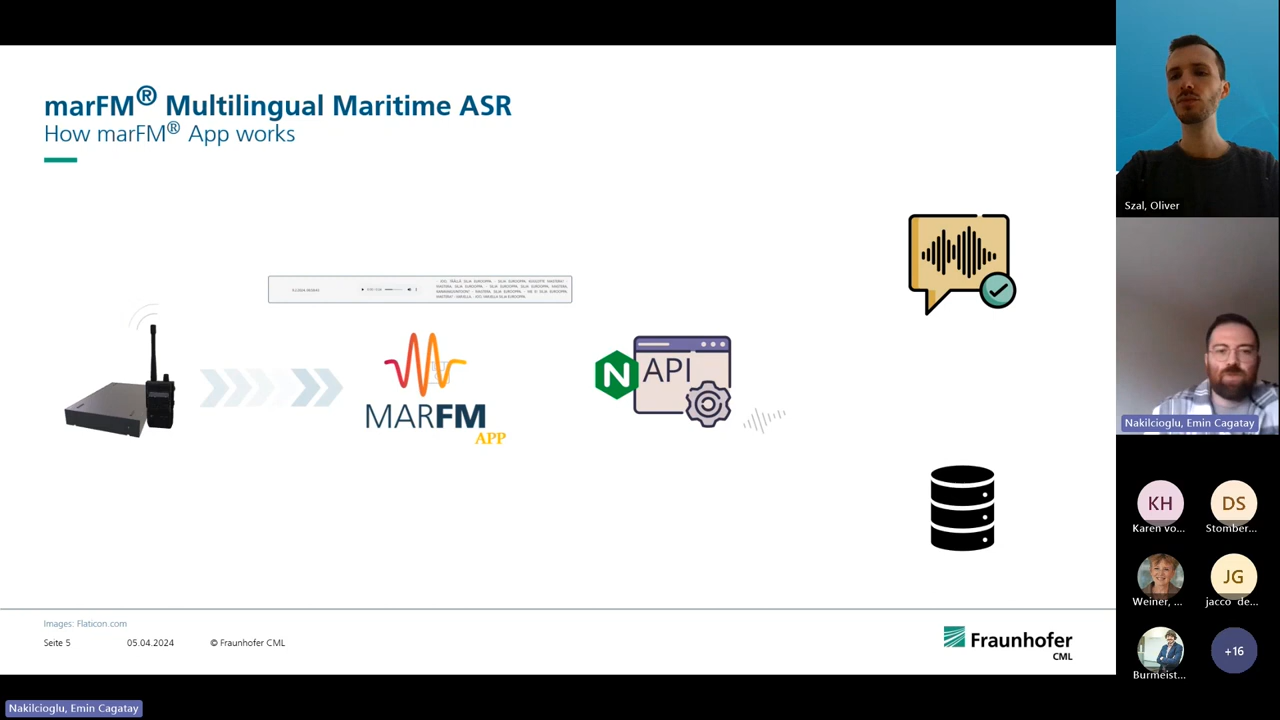 marFM® Multilingual Maritime ASR
How marFM® App works
API
N
MARFM
APP
Images: Flaticon.com
Seite 5
05.04.2024
© Fraunhofer CML
Fraunhofer
CML
Szal, Oliver
Nakilcioglu, Emin Cagatay
KH
DS
Karen vo...
Stomber...
JG
Weiner, ...
jacco de...
+16
Burmeist...
Nakilcioglu, Emin Cagatay